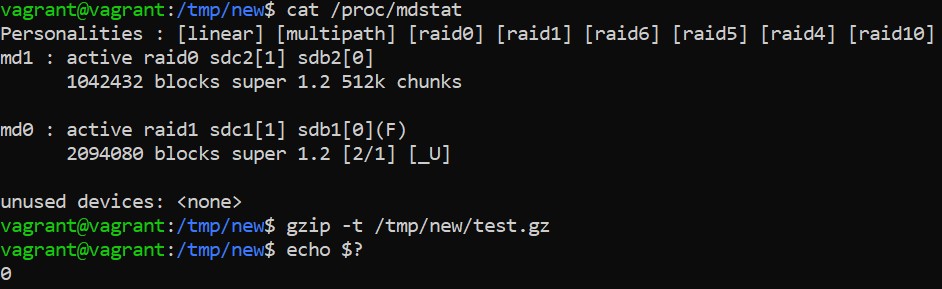 vagrant@vagrant:/tmp/new$ cat /proc/mdstat
Personalities : [linear] [multipath] [raid0] [raid1] [raid6] [raid5] [raid4] [raid10]
md1 : active raid0 sdc2[1] sdb2[0]
      1042432 blocks super 1.2 512k chunks

md0 : active raid1 sdc1[1] sdb1[0](F)
      2094080 blocks super 1.2 [2/1] [_U]

unused devices: <none>
vagrant@vagrant:/tmp/new$ gzip -t /tmp/new/test.gz
vagrant@vagrant:/tmp/new$ echo $?
0